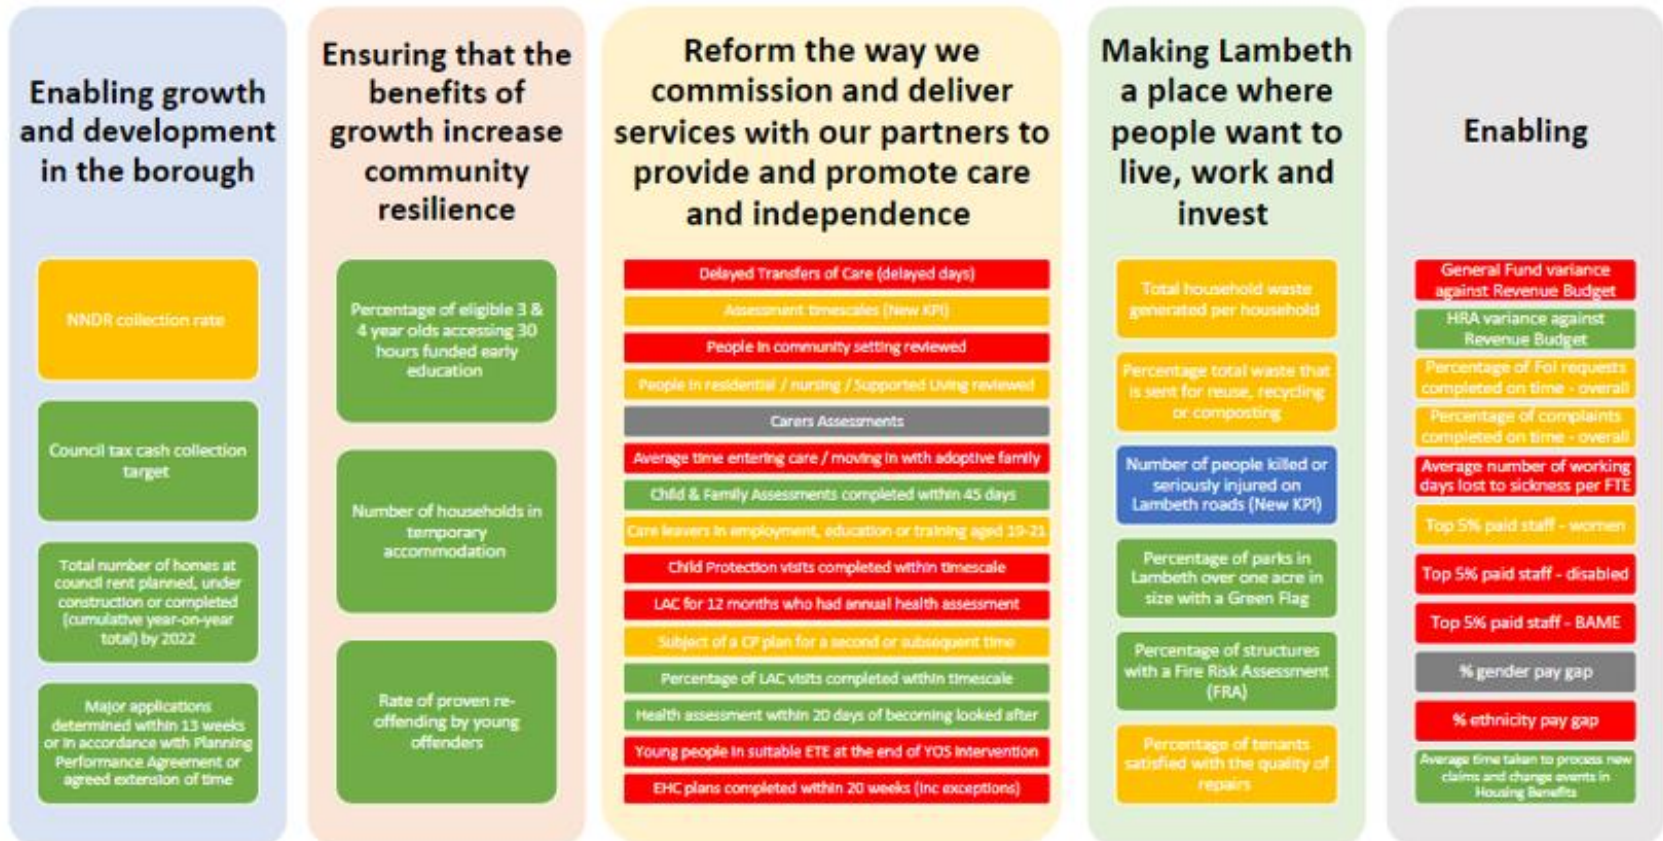 Enabling growth
and development
in the borough
NNDR collection rate
Council tax cash collection
target
Total number of homes at
council rent planned, under
construction or completed
(cumulative year-on-year
total) by 2022
Major applications
determined within 13 weeks
or in accordance with Planning
Performance Agreement or
agreed extension of time
Ensuring that the
benefits of
growth increase
community
resilience
Percentage of eligible 3 &
4 year olds accessing 30
hours funded early
education
Number of households in
temporary
accommodation
Rate of proven re-
offending by young
offenders
Reform the way we
commission and deliver
services with our partners to
provide and promote care
and independence
Delayed Transfers of Care (delayed days)
Assessment timescales (New KPI)
People in community setting reviewed
People in residential / nursing / Supported Living reviewed
Carers Assessments
Average time entering care / moving in with adoptive family
Child & Family Assessments completed within 45 days
Care leavers in employment, education or training aged 19-21
Child Protection visits completed within timescale
LAC for 12 months who had annual health assessment
Subject of a CP plan for a second or subsequent time
Percentage of LAC visits completed within timescale
Health assessment within 20 days of becoming looked after
Young people in suitable ETE at the end of YOS intervention
EHC plans completed within 20 weeks (inc exceptions)
Making Lambeth
a place where
people want to
live, work and
invest
Total household waste
generated per household
Percentage total waste that
is sent for reuse, recycling
or composting
Number of people killed or
seriously injured on
Lambeth roads (New KPI)
Percentage of parks in
Lambeth over one acre in
size with a Green Flag
Percentage of structures
with a Fire Risk Assessment
(FRA)
Percentage of tenants
satisfied with the quality of
repairs
Enabling
General Fund variance
against Revenue Budget
HRA variance against
Revenue Budget
Percentage of FoI requests
completed on time - overall
Percentage of complaints
completed on time - overall
Average number of working
days lost to sickness per FTE
Top 5% paid staff - women
Top 5% paid staff - disabled
Top 5% paid staff - BAME
% gender pay gap
% ethnicity pay gap
Average time taken to process new
claims and change events in
Housing Benefits